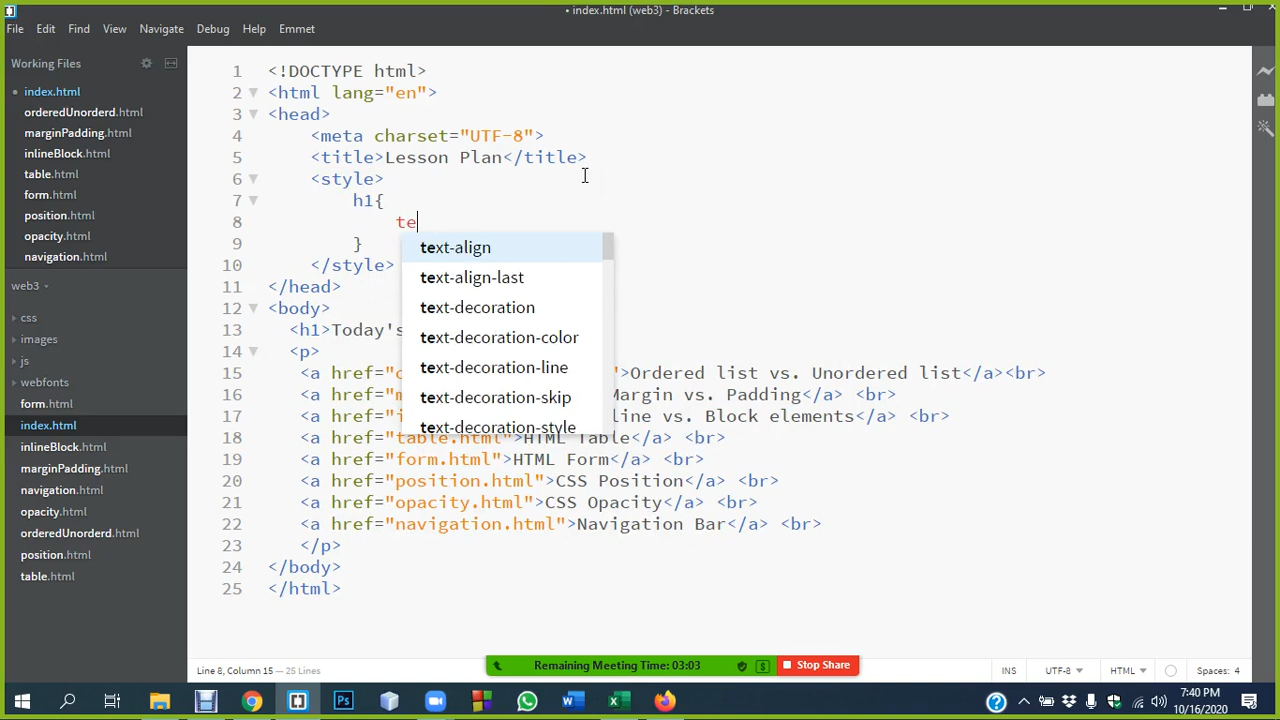 index.html (web3) - Brackets
File Edit Find View Navigate Debug Help Emmet
Working Files
index.html
orderedUnorderd.html
marginPadding.html
inlineBlock.html
table.html
form.html
position.html
opacity.html
navigation.html
web3
css
images
js
webfonts
form.html
index.html
inlineBlock.html
marginPadding.html
navigation.html
opacity.html
orderedUnorderd.html
position.html
table.html
1 <!DOCTYPE html>
2 <html lang="en">
3 <head>
4 <meta charset="UTF-8">
5 <title>Lesson Plan</title>
6 <style>
7 h1{
8 te
9 }
10 </style>
11 </head>
12 <body>
13 <h1>Today's
14 <p>
15 <a href=" ">Ordered list vs. Unordered list</a><br>
16 <a href=" Margin vs. Padding</a> <br>
17 <a href=" line vs. Block elements</a> <br>
18 <a href="table.html">HTML Table</a> <br>
19 <a href="form.html">HTML Form</a> <br>
20 <a href="position.html">CSS Position</a> <br>
21 <a href="opacity.html">CSS Opacity</a> <br>
22 <a href="navigation.html">Navigation Bar</a> <br>
23 </p>
24 </body>
25 </html>
text-align
text-align-last
text-decoration
text-decoration-color
text-decoration-line
text-decoration-skip
text-decoration-style
Line 8, Column 15 — 25 Lines
Remaining Meeting Time: 03:03
Stop Share
INS UTF-8 HTML Spaces: 4
7:40 PM
10/16/2020